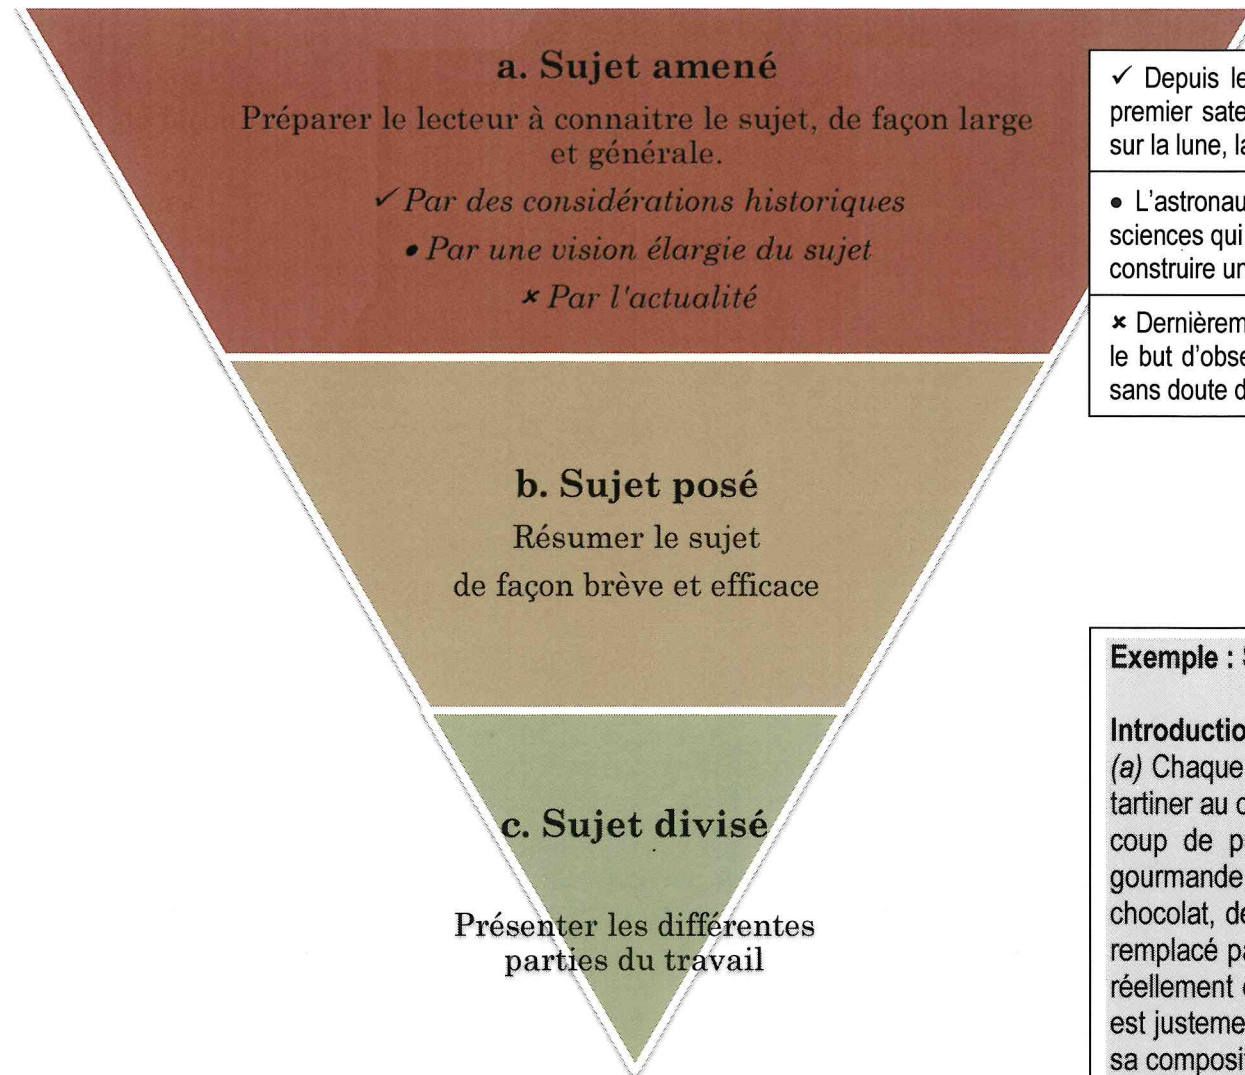 a. Sujet amené
Préparer le lecteur à connaitre le sujet, de façon large
et générale.
✓ Par des considérations historiques
• Par une vision élargie du sujet
× Par l'actualité
b. Sujet posé
Résumer le sujet
de façon brève et efficace
c. Sujet divisé
Présenter les différentes
parties du travail
✓ Depuis le
premier sate
sur la lune, la
• L'astronau
sciences qui
construire un
× Dernièrem
le but d'obse
sans doute d
Exemple :
Introductio
(a) Chaque
tartiner au c
coup de p
gourmande
chocolat, de
remplacé pa
réellement
est justeme
sa composi